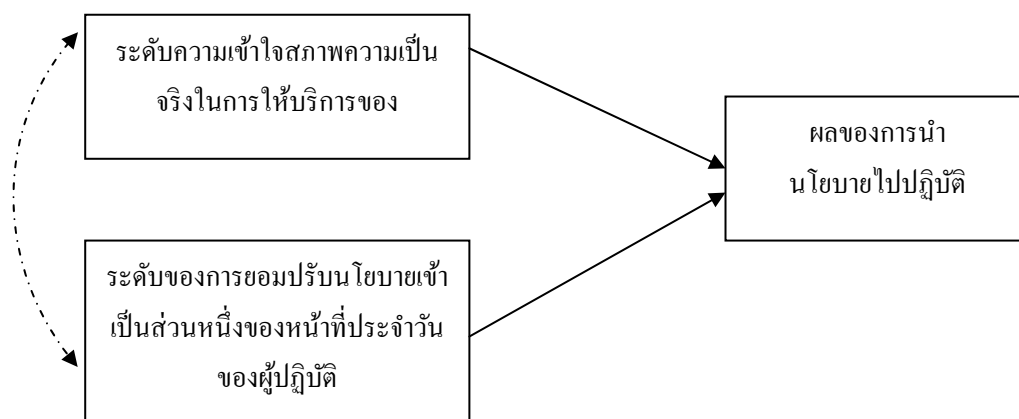 ระดับความเข้าใจสภาพความเป็น
จริงในการให้บริการของ
ผลของการนำ
นโยบายไปปฏิบัติ
ระดับของการยอมปรับนโยบายเข้า
เป็นส่วนหนึ่งของหน้าที่ประจำวัน
ของผู้ปฏิบัติ